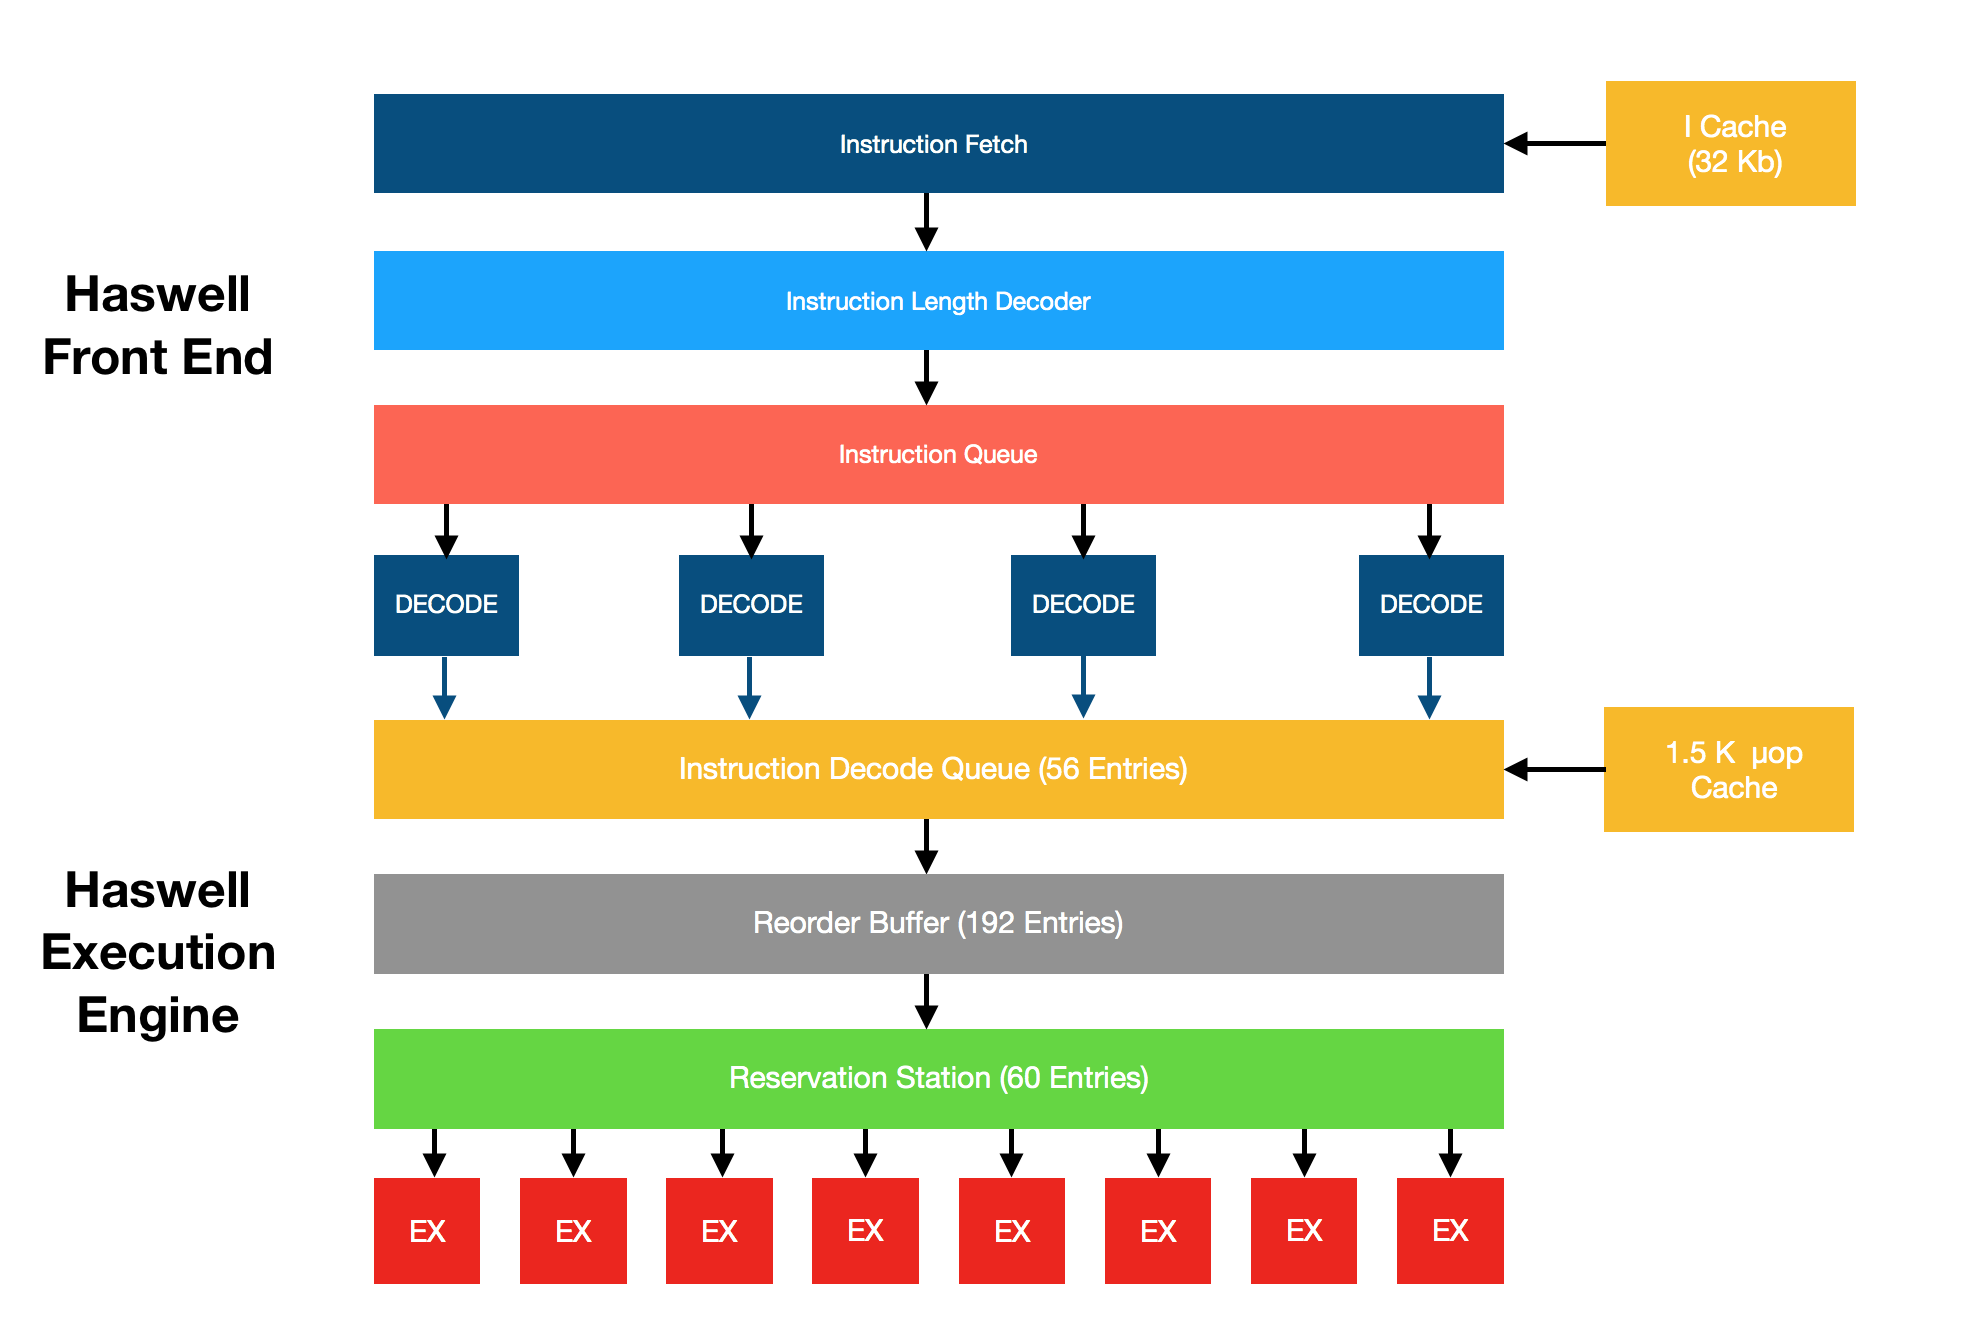 Instruction Fetch
I Cache
(32 Kb)
Haswell
Front End
Instruction Length Decoder
Instruction Queue
DECODE
DECODE
DECODE
DECODE
Instruction Decode Queue (56 Entries)
1.5 K  µop
Cache
Haswell
Execution
Engine
Reorder Buffer (192 Entries)
Reservation Station (60 Entries)
EX
EX
EX
EX
EX
EX
EX
EX